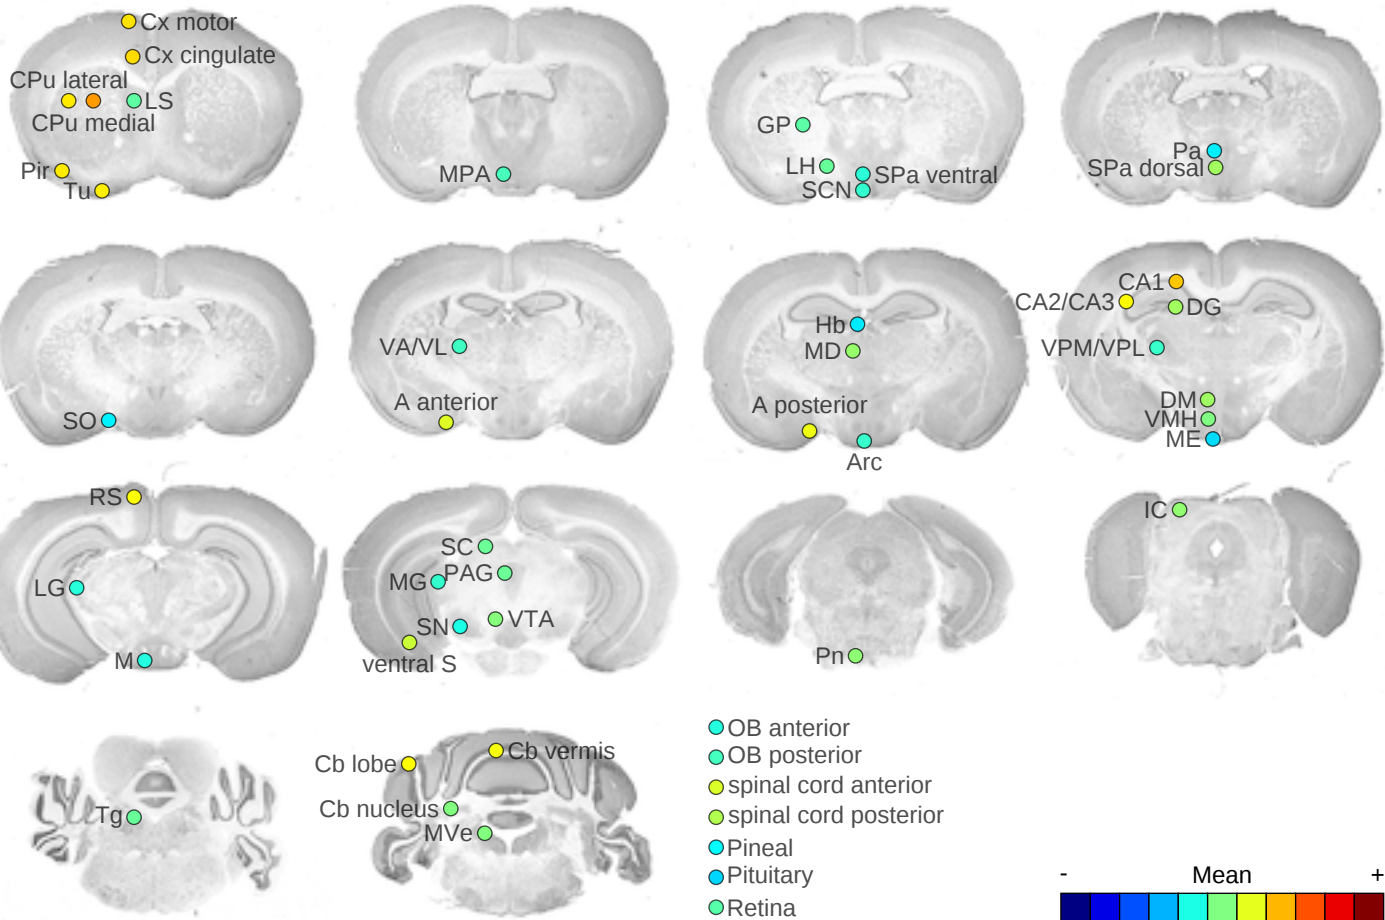 Cx motor
Cx cingulate
CPu lateral
LS
CPu medial
Pir
Tu
MPA
GP
LH
SPa ventral
SCN
Pa
SPa dorsal
SO
VA/VL
A anterior
Hb
MD
A posterior
Arc
CA1
CA2/CA3
DG
VPM/VPL
DM
VMH
ME
RS
LG
M
SC
MG
PAG
SN
VTA
ventral S
Pn
IC
Tg
Cb lobe
Cb vermis
Cb nucleus
MVe
OB anterior
OB posterior
spinal cord anterior
spinal cord posterior
Pineal
Pituitary
Retina
- Mean +